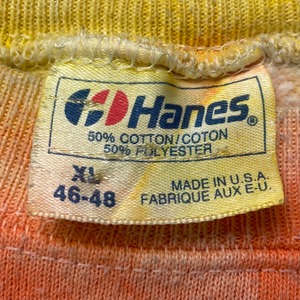 Hanes®
50% COTTON/COTON
50% POLYESTER
XL
46-48
MADE IN U.S.A.
FABRIQUE AUX E-U.